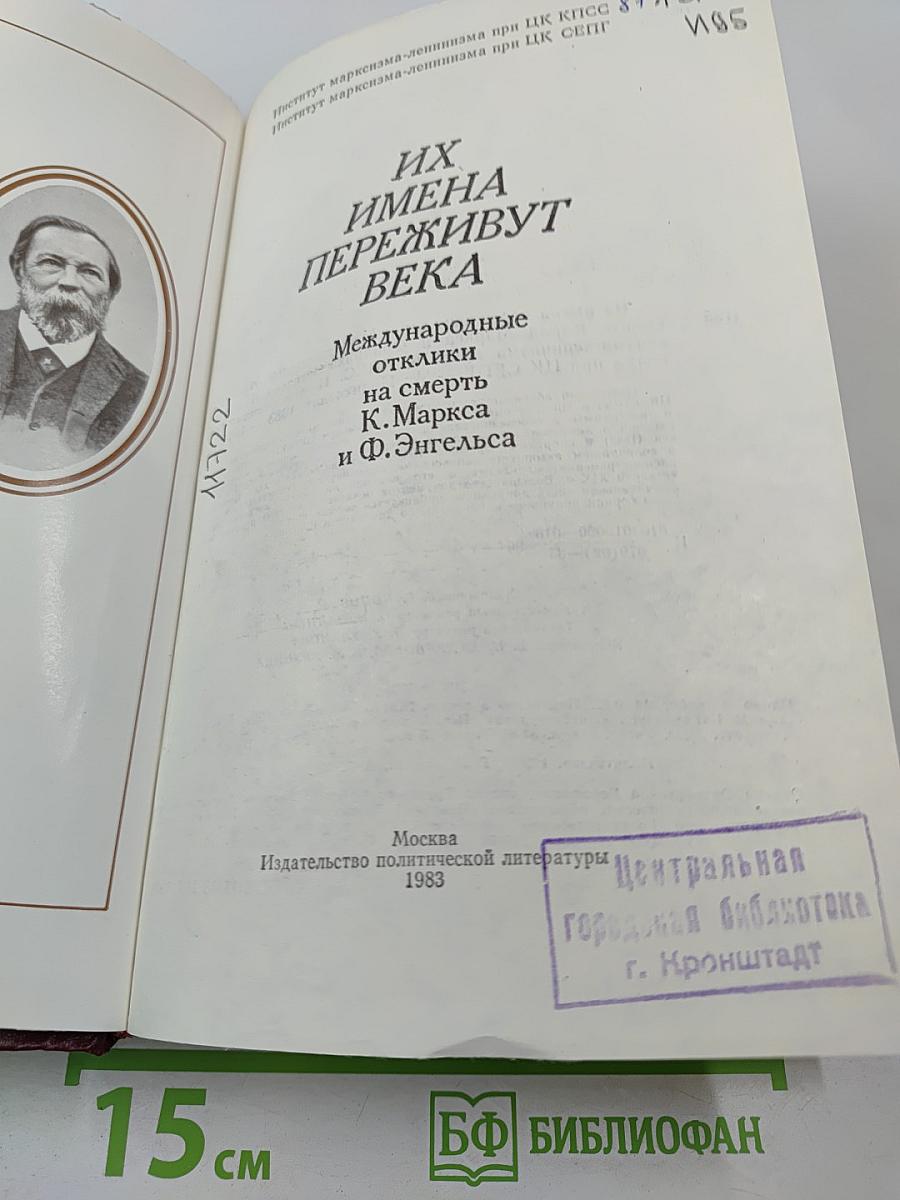 Институт марксизма-ленинизма при ЦК КПСС
Институт марксизма-ленинизма при ЦК СЕПГ
И85
ИХ
ИМЕНА
ПЕРЕЖИВУТ
ВЕКА
Международные
отклики
на смерть
К. Маркса
и Ф. Энгельса
11722
Москва
Издательство политической литературы
1983
Центральная
городская библиотека
г. Кронштадт
15 см
БФ БИБЛИОФАН